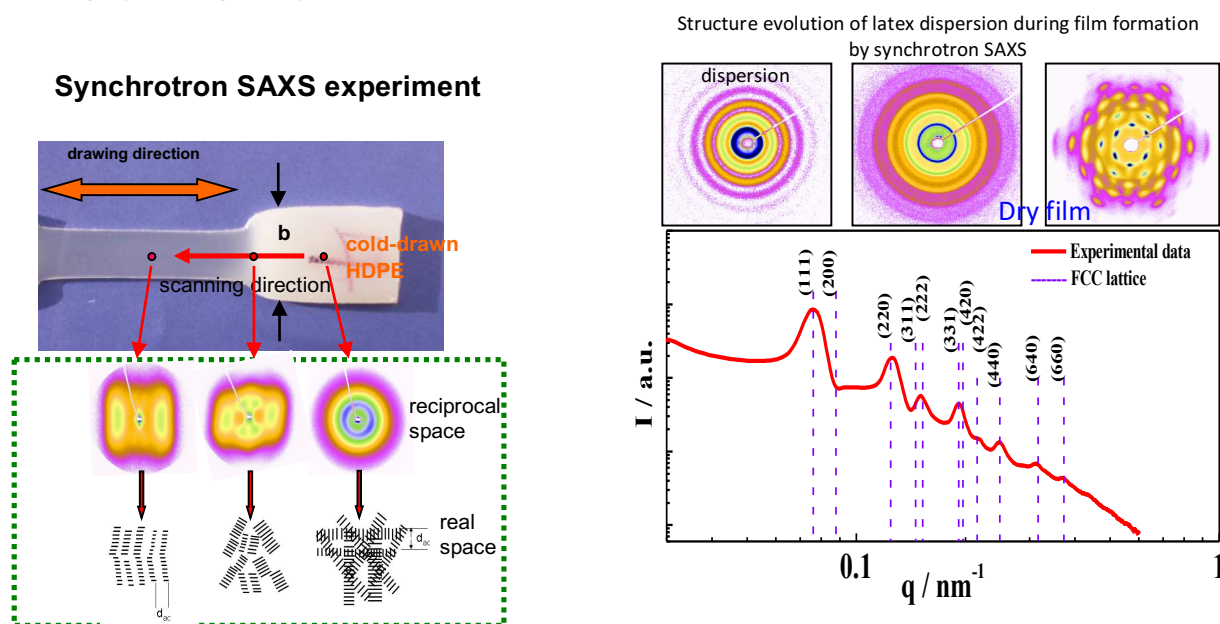 Synchrotron SAXS experiment
drawing direction
b
cold-drawn
HDPE
scanning direction
reciprocal
space
real
space
dac
dac
Structure evolution of latex dispersion during film formation
by synchrotron SAXS
dispersion
Dry film
Experimental data
FCC lattice
(111)
(200)
(220)
(311)
(222)
(331)
(420)
(422)
(440)
(640)
(660)
I / a.u.
0.1
1
q / nm-1